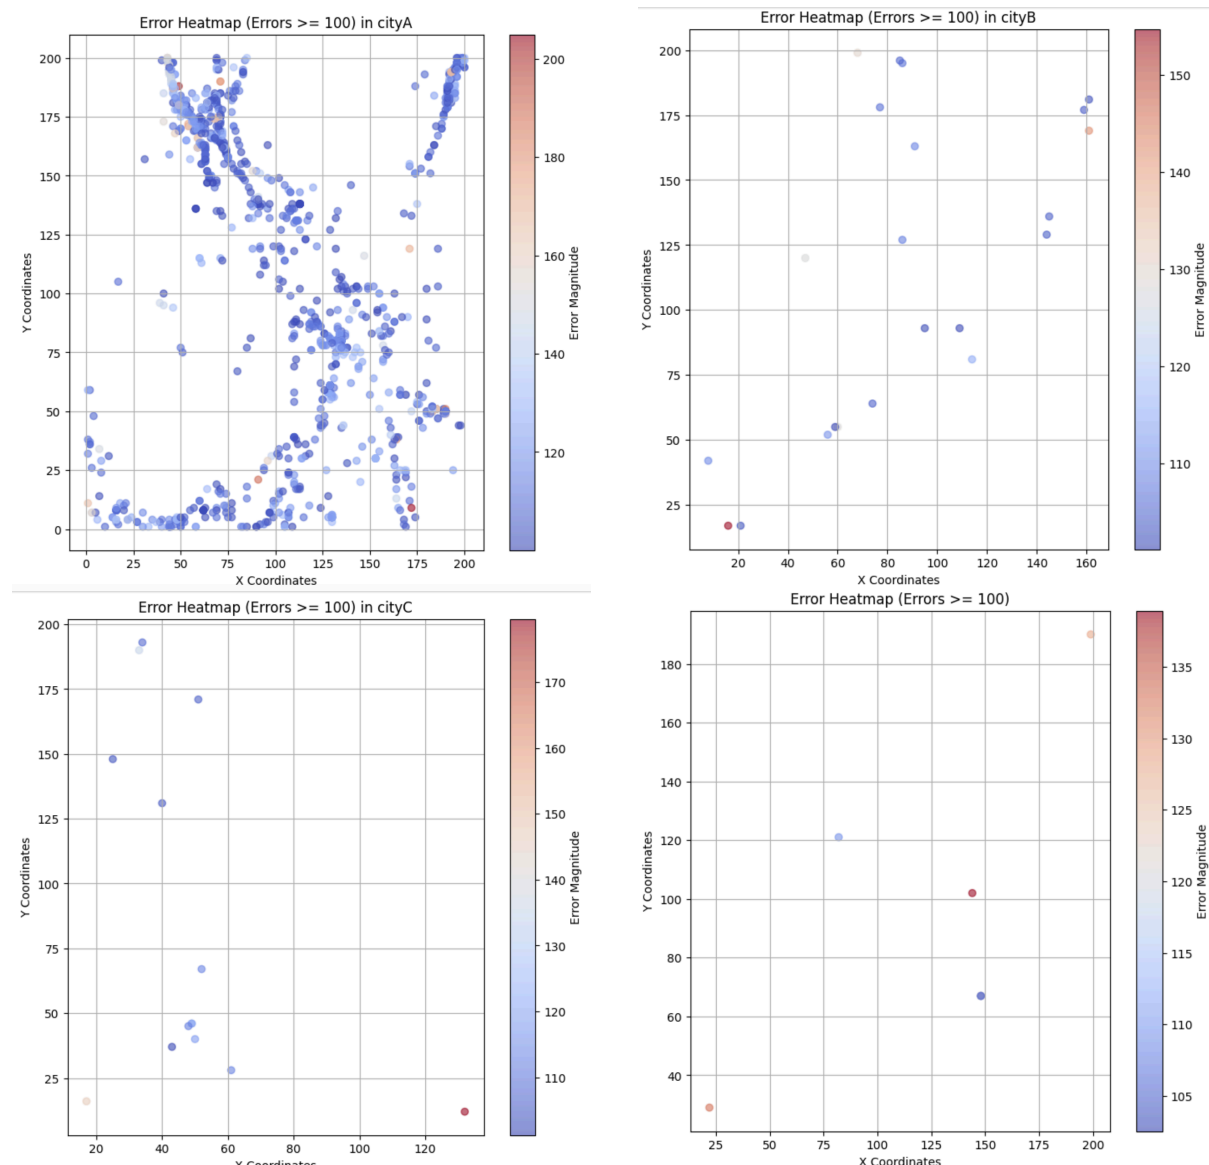 Error Heatmap (Errors >= 100) in cityA
200
175
150
125
100
75
50
25
0
Y Coordinates
0 25 50 75 100 125 150 175 200
X Coordinates
200
180
160
140
120
Error Magnitude
Error Heatmap (Errors >= 100) in cityB
200
175
150
125
100
75
50
25
Y Coordinates
20 40 60 80 100 120 140 160
X Coordinates
150
140
130
120
110
Error Magnitude
Error Heatmap (Errors >= 100) in cityC
200
175
150
125
100
75
50
25
Y Coordinates
20 40 60 80 100 120
X Coordinates
170
160
150
140
130
120
110
Error Magnitude
Error Heatmap (Errors >= 100)
180
160
140
120
100
80
60
40
Y Coordinates
25 50 75 100 125 150 175 200
X Coordinates
135
130
125
120
115
110
105
Error Magnitude